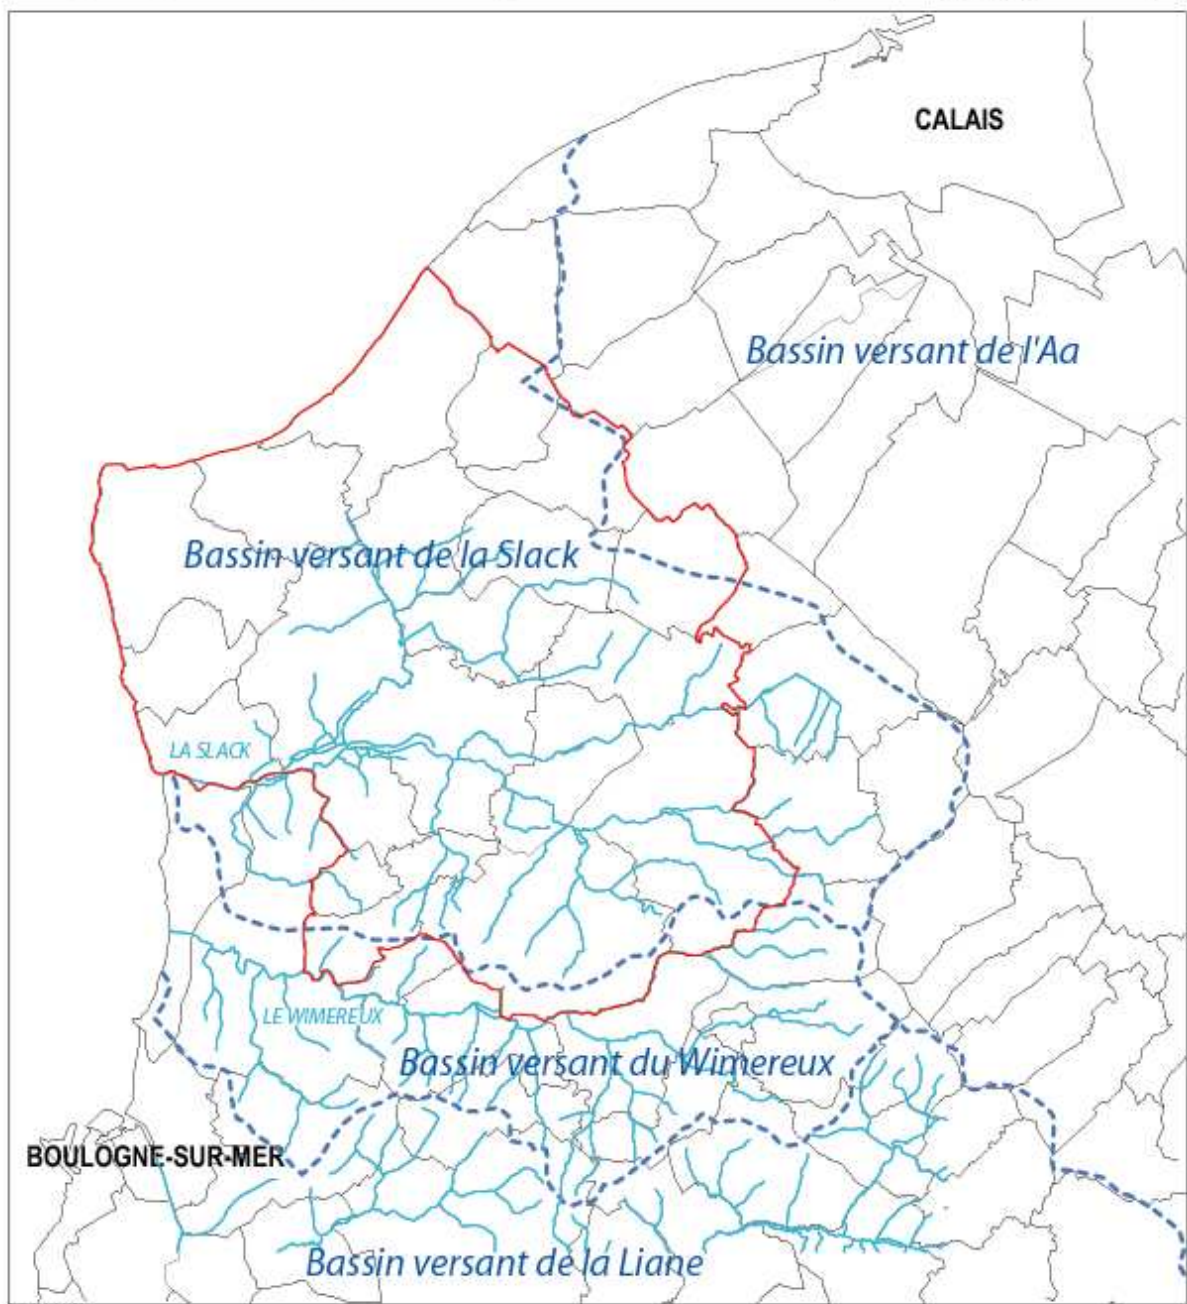 CALAIS
Bassin versant de l'Aa
Bassin versant de la Slack
LA SLACK
LE WIMEREUX
Bassin versant du Wimereux
BOULOGNE-SUR-MER
Bassin versant de la Liane